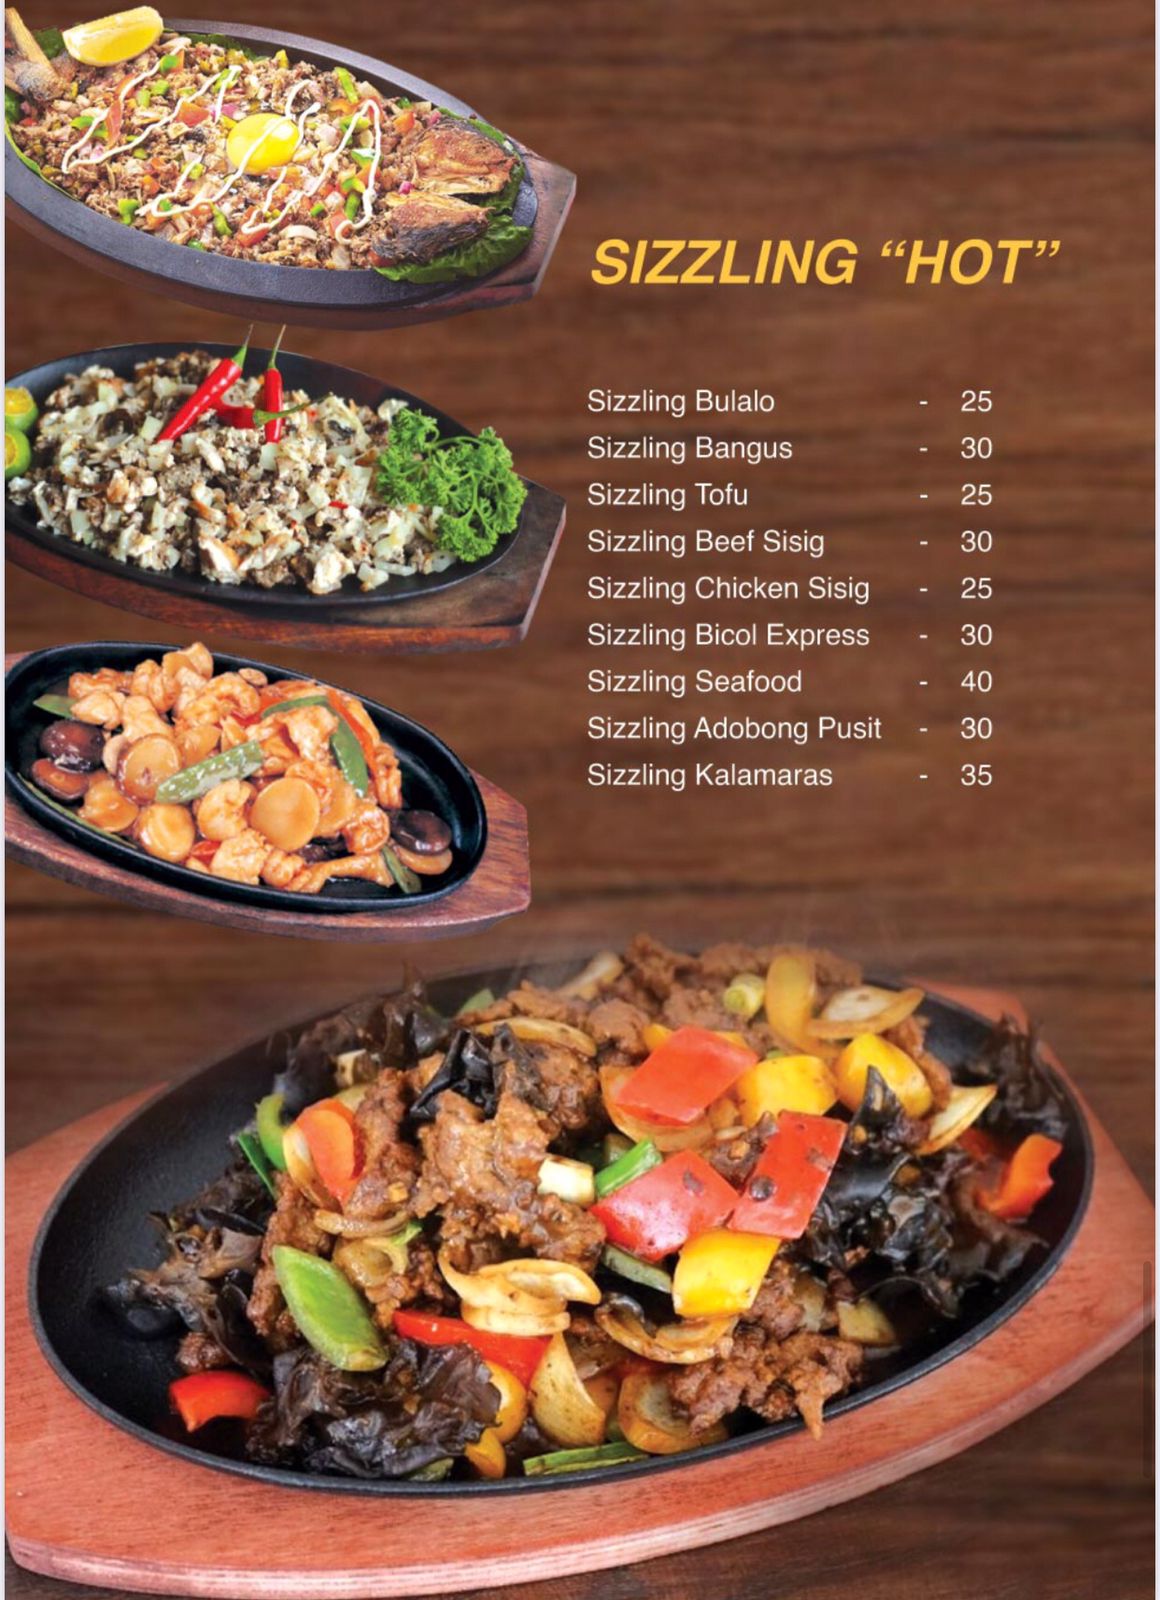 SIZZLING “HOT”
Sizzling Bulalo - 25
Sizzling Bangus - 30
Sizzling Tofu - 25
Sizzling Beef Sisig - 30
Sizzling Chicken Sisig - 25
Sizzling Bicol Express - 30
Sizzling Seafood - 40
Sizzling Adobong Pusit - 30
Sizzling Kalamaras - 35